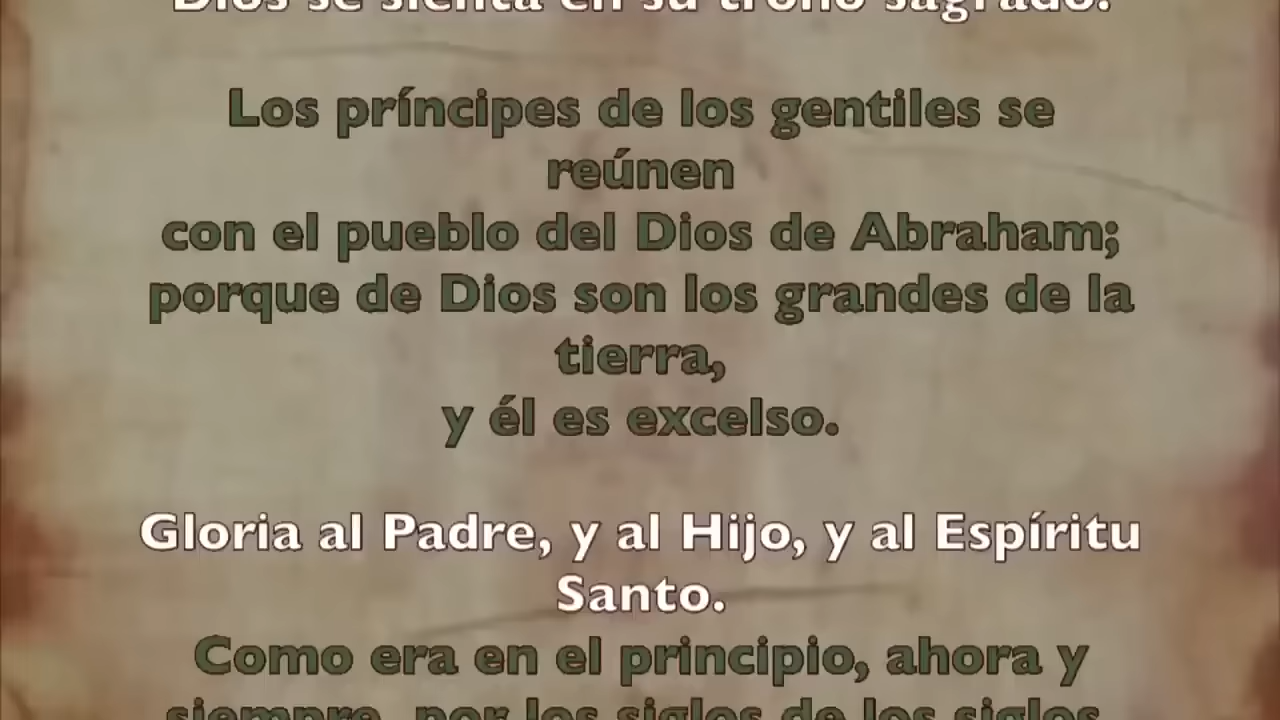 Dios se sienta en su trono sagrado.
Los príncipes de los gentiles se
reúnen
con el pueblo del Dios de Abraham;
porque de Dios son los grandes de la
tierra,
y él es excelso.
Gloria al Padre, y al Hijo, y al Espíritu
Santo.
Como era en el principio, ahora y
siempre, por los siglos de los siglos.